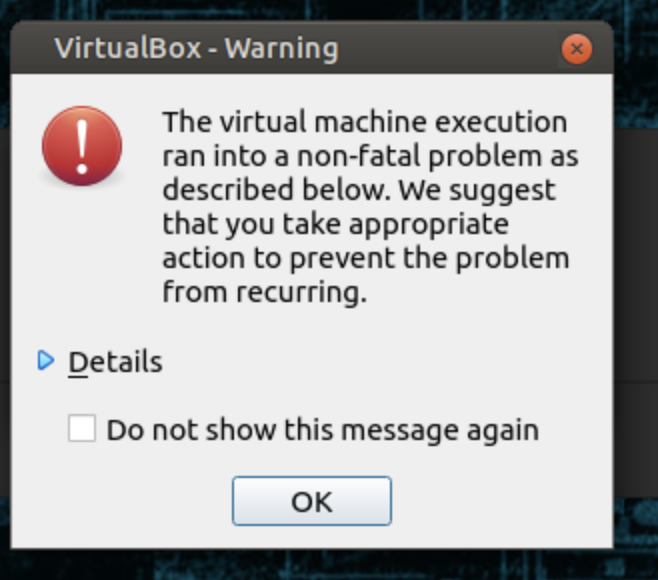 VirtualBox - Warning
The virtual machine execution
ran into a non-fatal problem as
described below. We suggest
that you take appropriate
action to prevent the problem
from recurring.
Details
Do not show this message again
OK